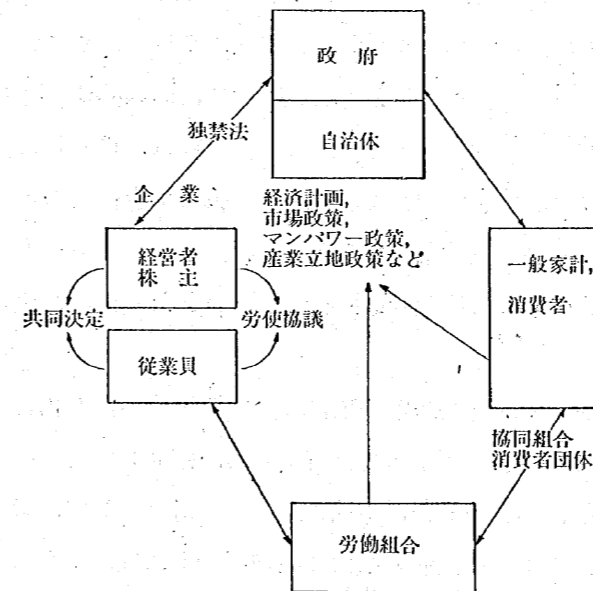 政府
自治体
独禁法
企業
経済計画,
市場政策,
マンパワー政策,
産業立地政策など
経営者
株主
共同決定
労使協議
従業員
一般家計,
消費者
協同組合
消費者団体
労働組合